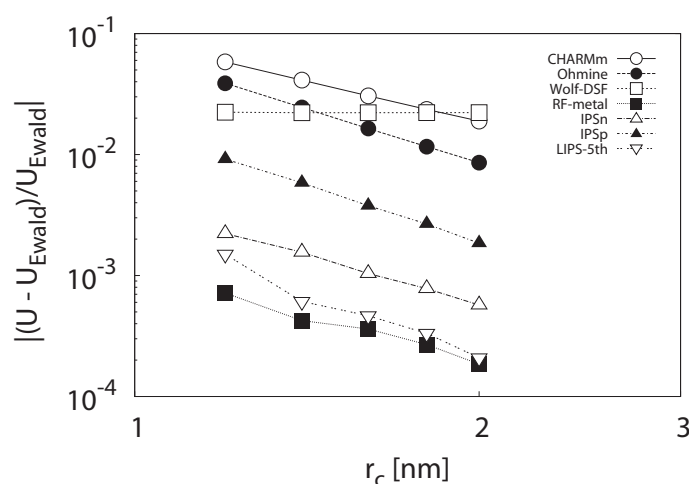 10^-1
10^-2
10^-3
10^-4
|(U - U_Ewald)/U_Ewald|
CHARMm
Ohmine
Wolf-DSF
RF-metal
IPSn
IPSp
LIPS-5th
1 2 3
r_c [nm]